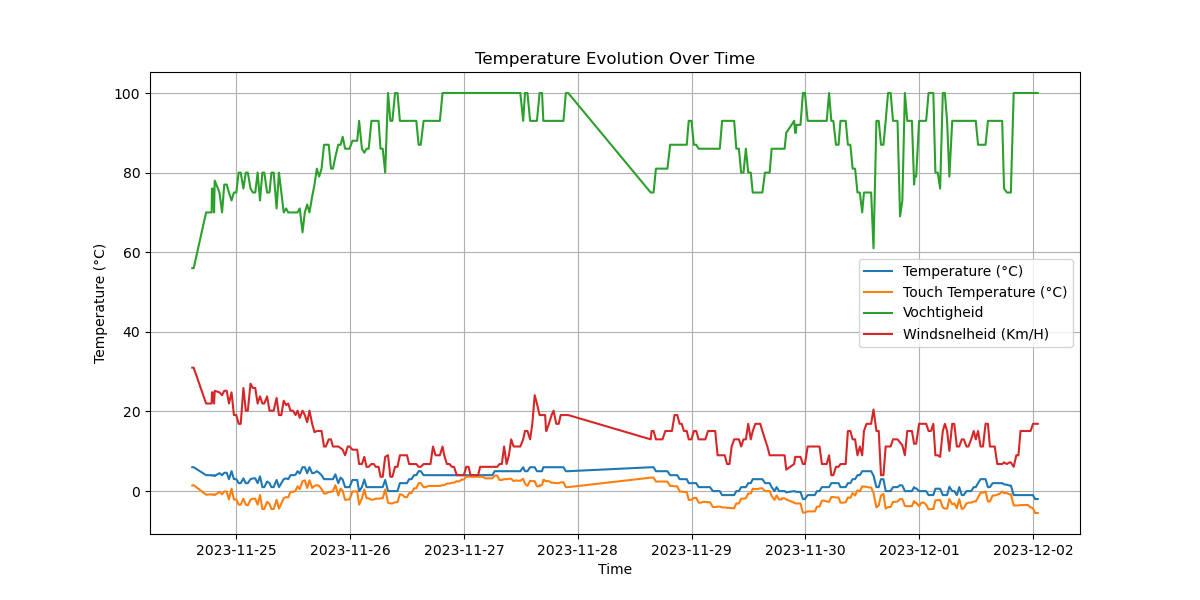 Temperature Evolution Over Time
Temperature (°C)
100
80
60
40
20
0
Temperature (°C)
Touch Temperature (°C)
Vochtigheid
Windsnelheid (Km/H)
2023-11-25
2023-11-26
2023-11-27
2023-11-28
2023-11-29
2023-11-30
2023-12-01
2023-12-02
Time